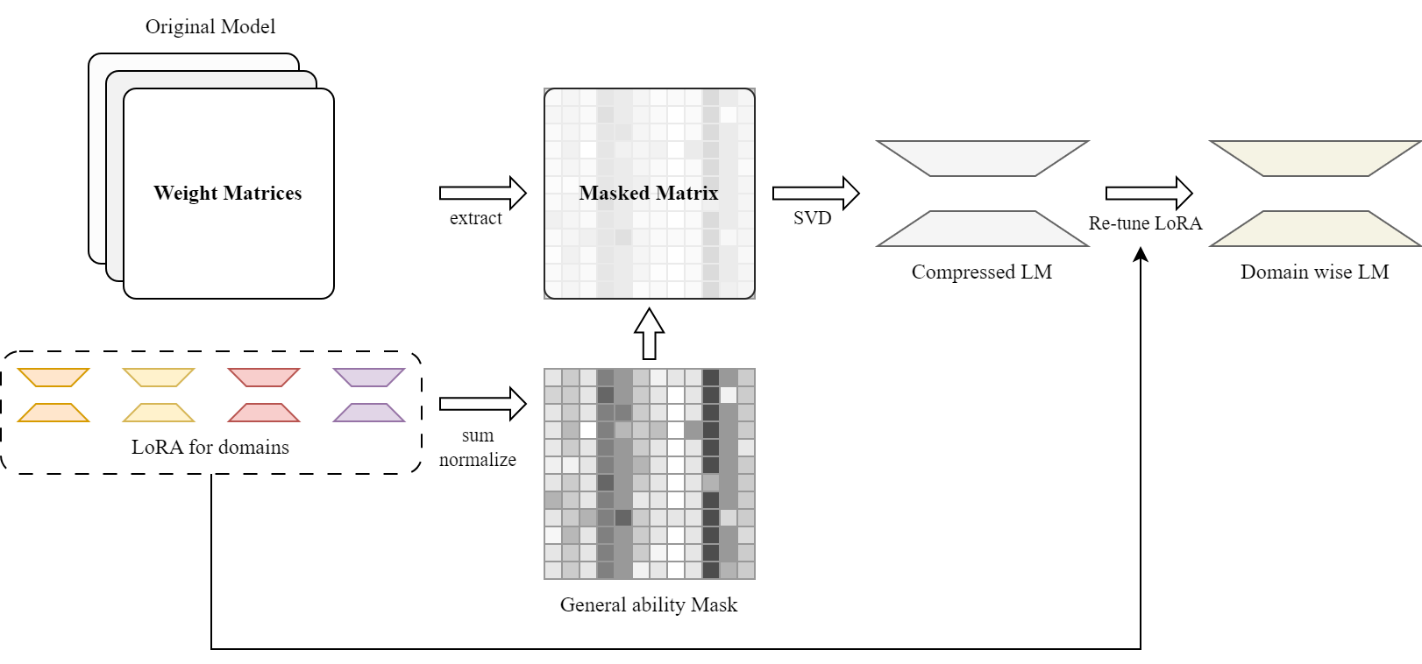 Original Model
Weight Matrices
extract
Masked Matrix
SVD
Re-tune LoRA
Compressed LM
Domain wise LM
LoRA for domains
sum
normalize
General ability Mask